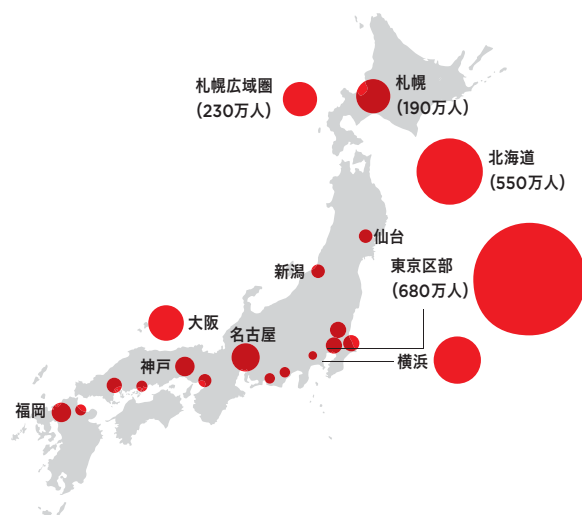 札幌広域圏
(230万人)
札幌
(190万人)
北海道
(550万人)
仙台
新潟
東京区部
(680万人)
大阪
名古屋
神戸
横浜
福岡